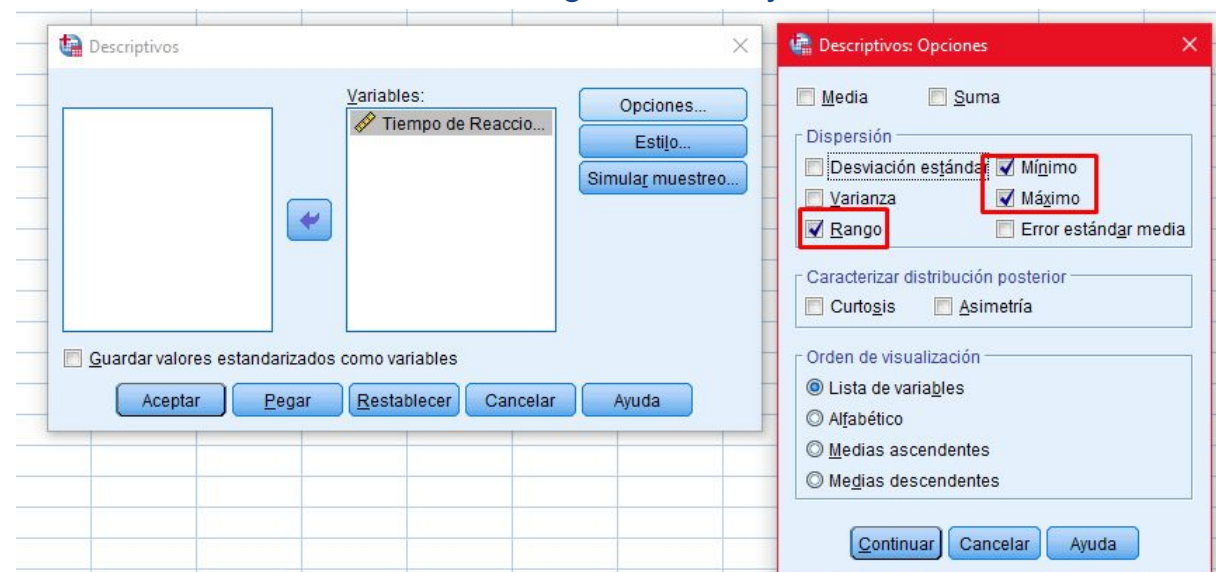 Descriptivos
Variables:
Tiempo de Reaccio...
Opciones...
Estilo...
Simular muestreo...
Guardar valores estandarizados como variables
Aceptar Pegar Restablecer Cancelar Ayuda
Descriptivos: Opciones
Media Suma
Dispersión
Desviación estándar Mínimo
Varianza Máximo
Rango Error estándar media
Caracterizar distribución posterior
Curtosis Asimetría
Orden de visualización
Lista de variables
Alfabético
Medias ascendentes
Medias descendentes
Continuar Cancelar Ayuda